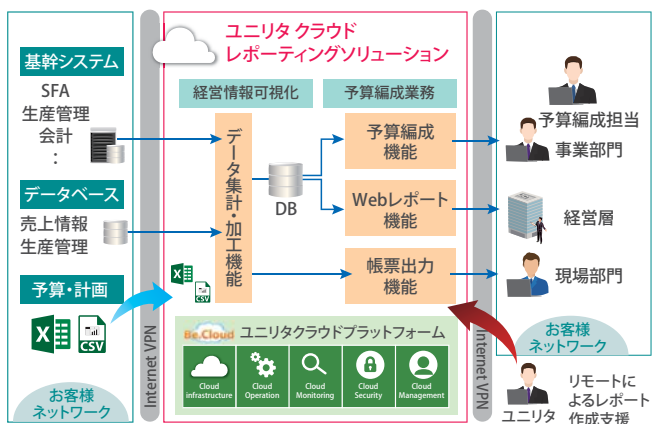 基幹システム
SFA
生産管理
会計
:
データベース
売上情報
生産管理
予算・計画
CSV
お客様
ネットワーク
Internet VPN
ユニリタ クラウド
レポーティングソリューション
経営情報可視化
予算編成業務
データ集計・加工機能
DB
予算編成
機能
Webレポート
機能
帳票出力
機能
CSV
Be.Cloud ユニリタクラウドプラットフォーム
Cloud
infrastructure
Cloud
Operation
Cloud
Monitoring
Cloud
Security
Cloud
Management
Internet VPN
予算編成担当
事業部門
経営層
現場部門
お客様
ネットワーク
ユニリタ
リモートに
よるレポート
作成支援